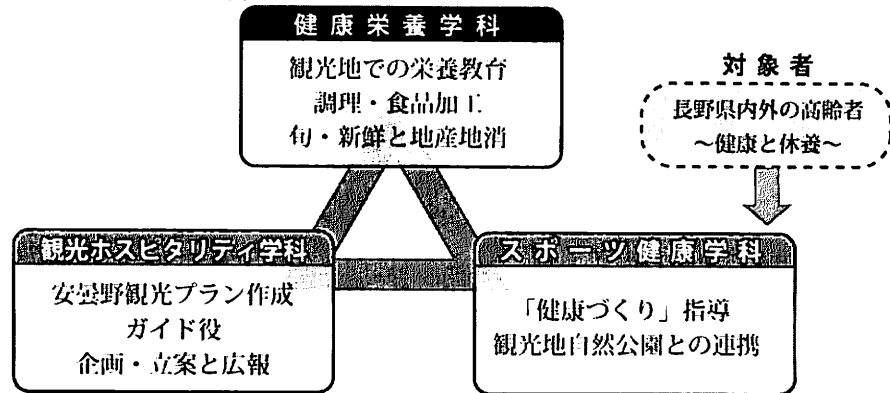 健康栄養学科
観光地での栄養教育
調理・食品加工
旬・新鮮と地産地消
対象者
長野県内外の高齢者
～健康と休養～
観光ホスピタリティ学科
安曇野観光プラン作成
ガイド役
企画・立案と広報
スポーツ健康学科
「健康づくり」指導
観光地自然公園との連携